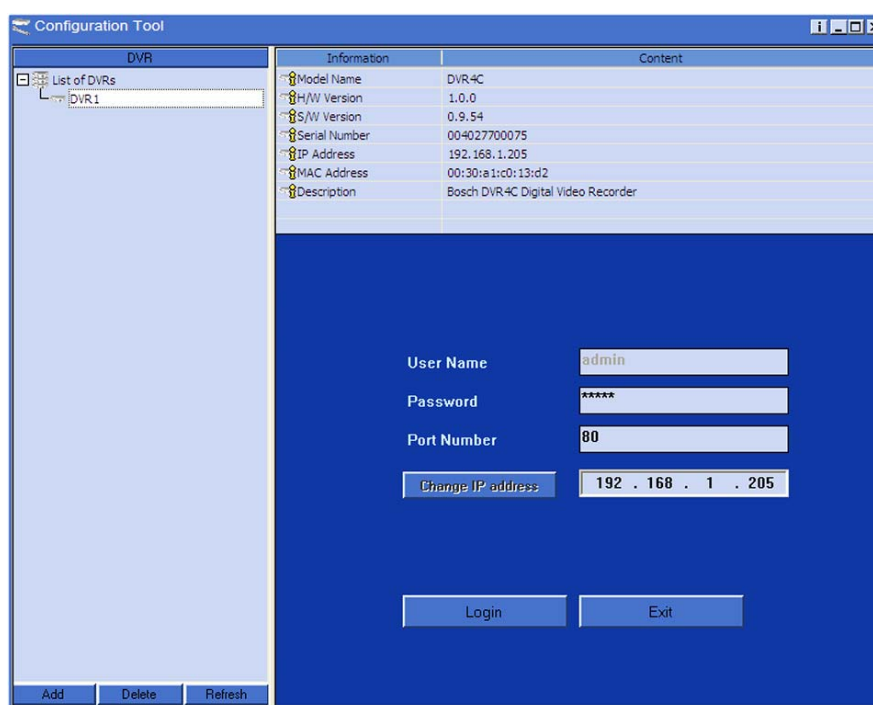 Configuration Tool
DVR
List of DVRs
DVR1
Add Delete Refresh
Information Content
Model Name DVR4C
H/W Version 1.0.0
S/W Version 0.9.54
Serial Number 004027700075
IP Address 192.168.1.205
MAC Address 00:30:a1:c0:13:d2
Description Bosch DVR4C Digital Video Recorder
User Name admin
Password *****
Port Number 80
Change IP address 192 . 168 . 1 . 205
Login Exit